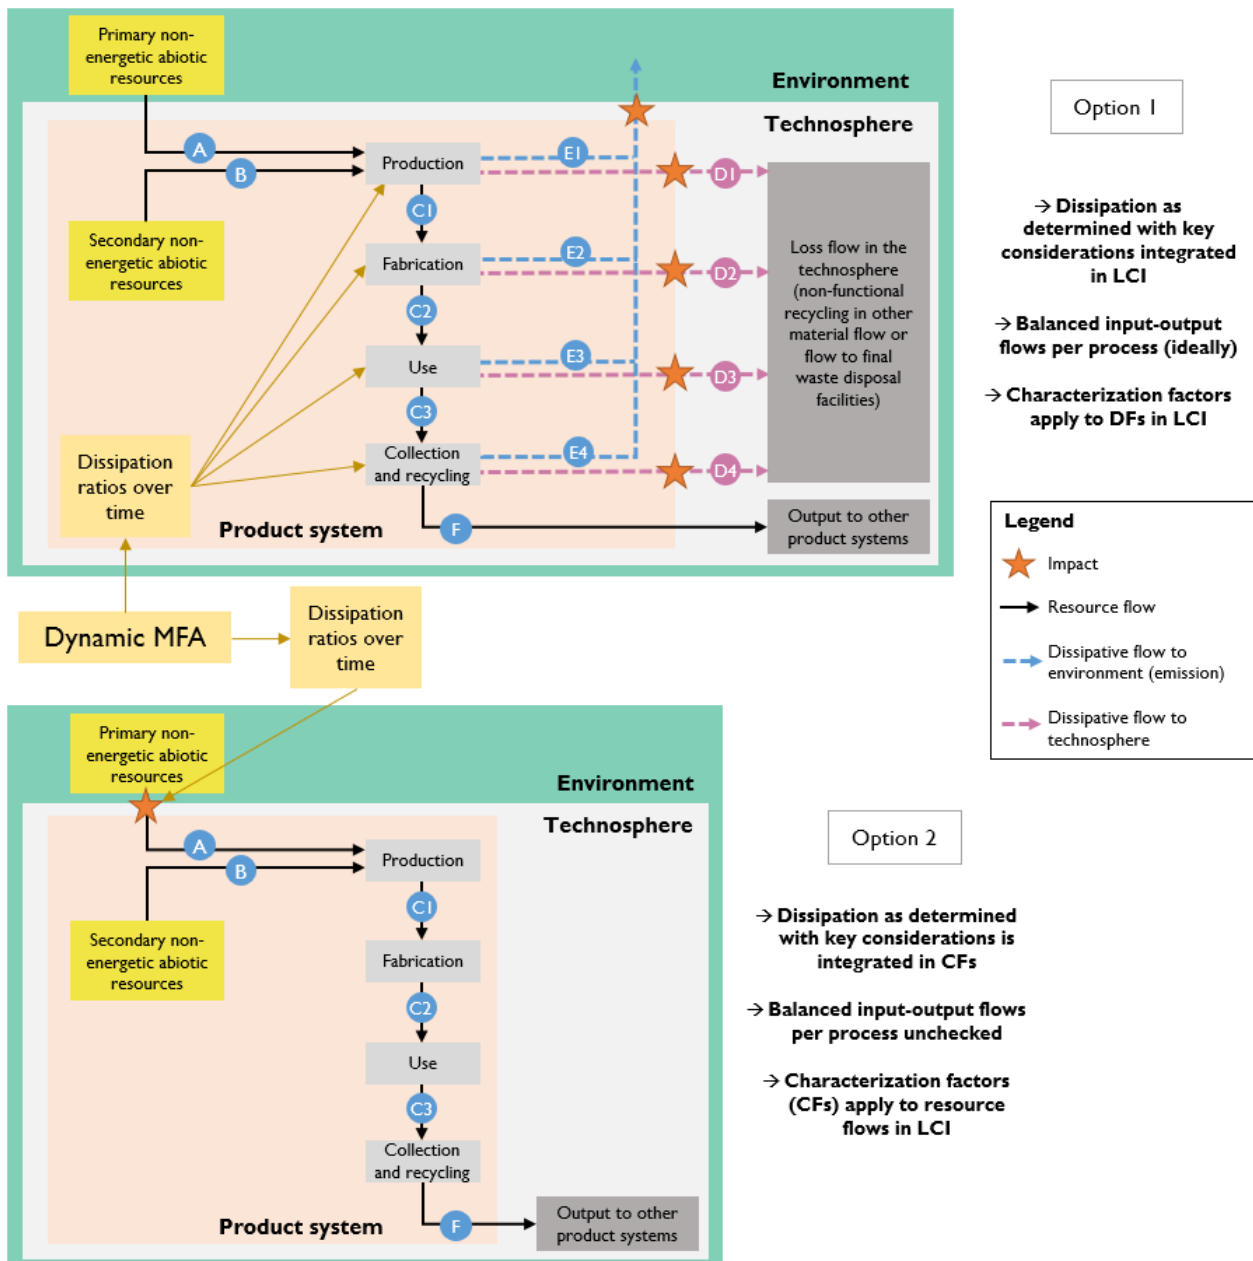 Primary non-
energetic abiotic
resources
Environment
Technosphere
A
B
Production
E1
D1
C1
Secondary non-
energetic abiotic
resources
Fabrication
E2
D2
C2
Loss flow in the
technosphere
(non-functional
recycling in other
material flow or
flow to final
waste disposal
facilities)
Use
E3
D3
C3
Collection
and recycling
E4
D4
Dissipation
ratios over
time
Product system
F
Output to other
product systems
Option 1
→ Dissipation as
determined with key
considerations integrated
in LCI
→ Balanced input-output
flows per process (ideally)
→ Characterization factors
apply to DFs in LCI
Legend
Impact
Resource flow
Dissipative flow to
environment (emission)
Dissipative flow to
technosphere
Dynamic MFA
Dissipation
ratios over
time
Primary non-
energetic abiotic
resources
Environment
Technosphere
A
B
Production
C1
Secondary non-
energetic abiotic
resources
Fabrication
C2
Use
C3
Collection
and recycling
Product system
F
Output to other
product systems
Option 2
→ Dissipation as determined
with key considerations is
integrated in CFs
→ Balanced input-output flows
per process unchecked
→ Characterization factors
(CFs) apply to resource
flows in LCI